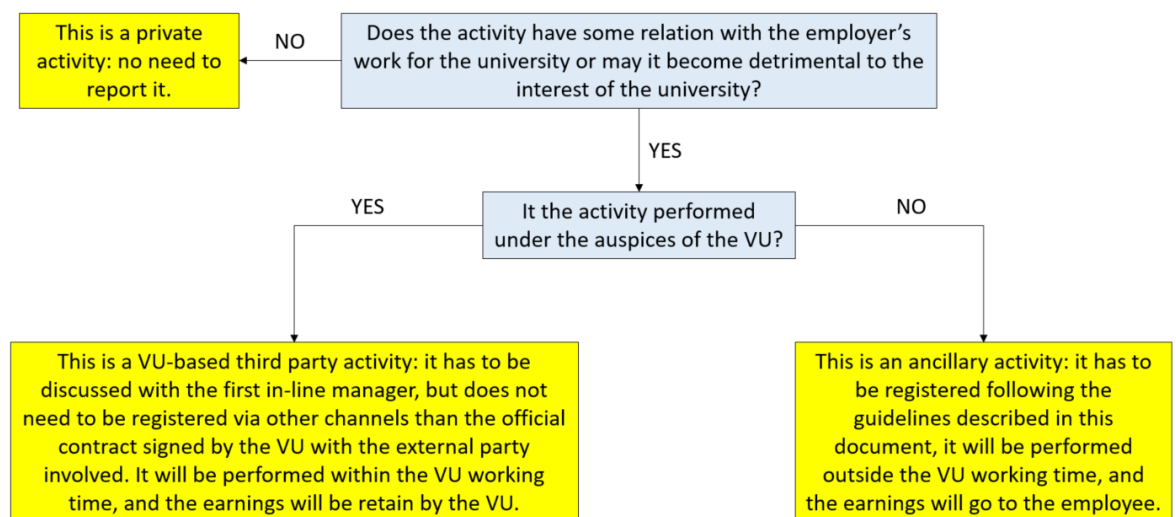 This is a private
activity: no need to
report it.
NO
Does the activity have some relation with the employer’s
work for the university or may it become detrimental to the
interest of the university?
YES
YES
It the activity performed
under the auspices of the VU?
NO
This is a VU-based third party activity: it has to be
discussed with the first in-line manager, but does not
need to be registered via other channels than the official
contract signed by the VU with the external party
involved. It will be performed within the VU working
time, and the earnings will be retain by the VU.
This is an ancillary activity: it has to
be registered following the
guidelines described in this
document, it will be performed
outside the VU working time, and
the earnings will go to the employee.